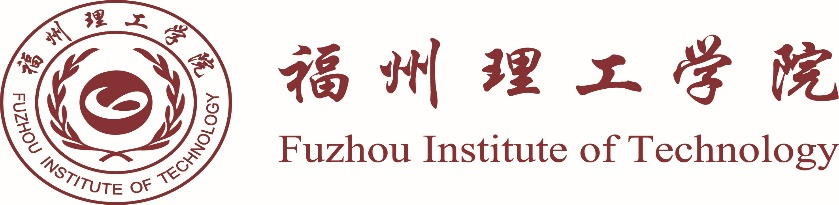 福州理工学院
FUZHOU INSTITUTE OF TECHNOLOGY
福州理工学院
Fuzhou Institute of Technology